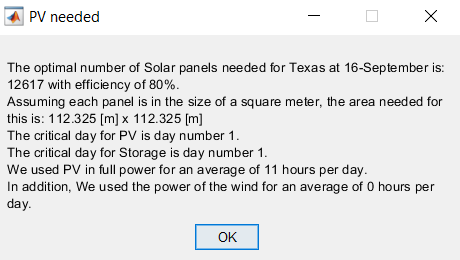 PV needed
The optimal number of Solar panels needed for Texas at 16-September is:
12617 with efficiency of 80%.
Assuming each panel is in the size of a square meter, the area needed for
this is: 112.325 [m] x 112.325 [m]
The critical day for PV is day number 1.
The critical day for Storage is day number 1.
We used PV in full power for an average of 11 hours per day.
In addition, We used the power of the wind for an average of 0 hours per
day.
OK